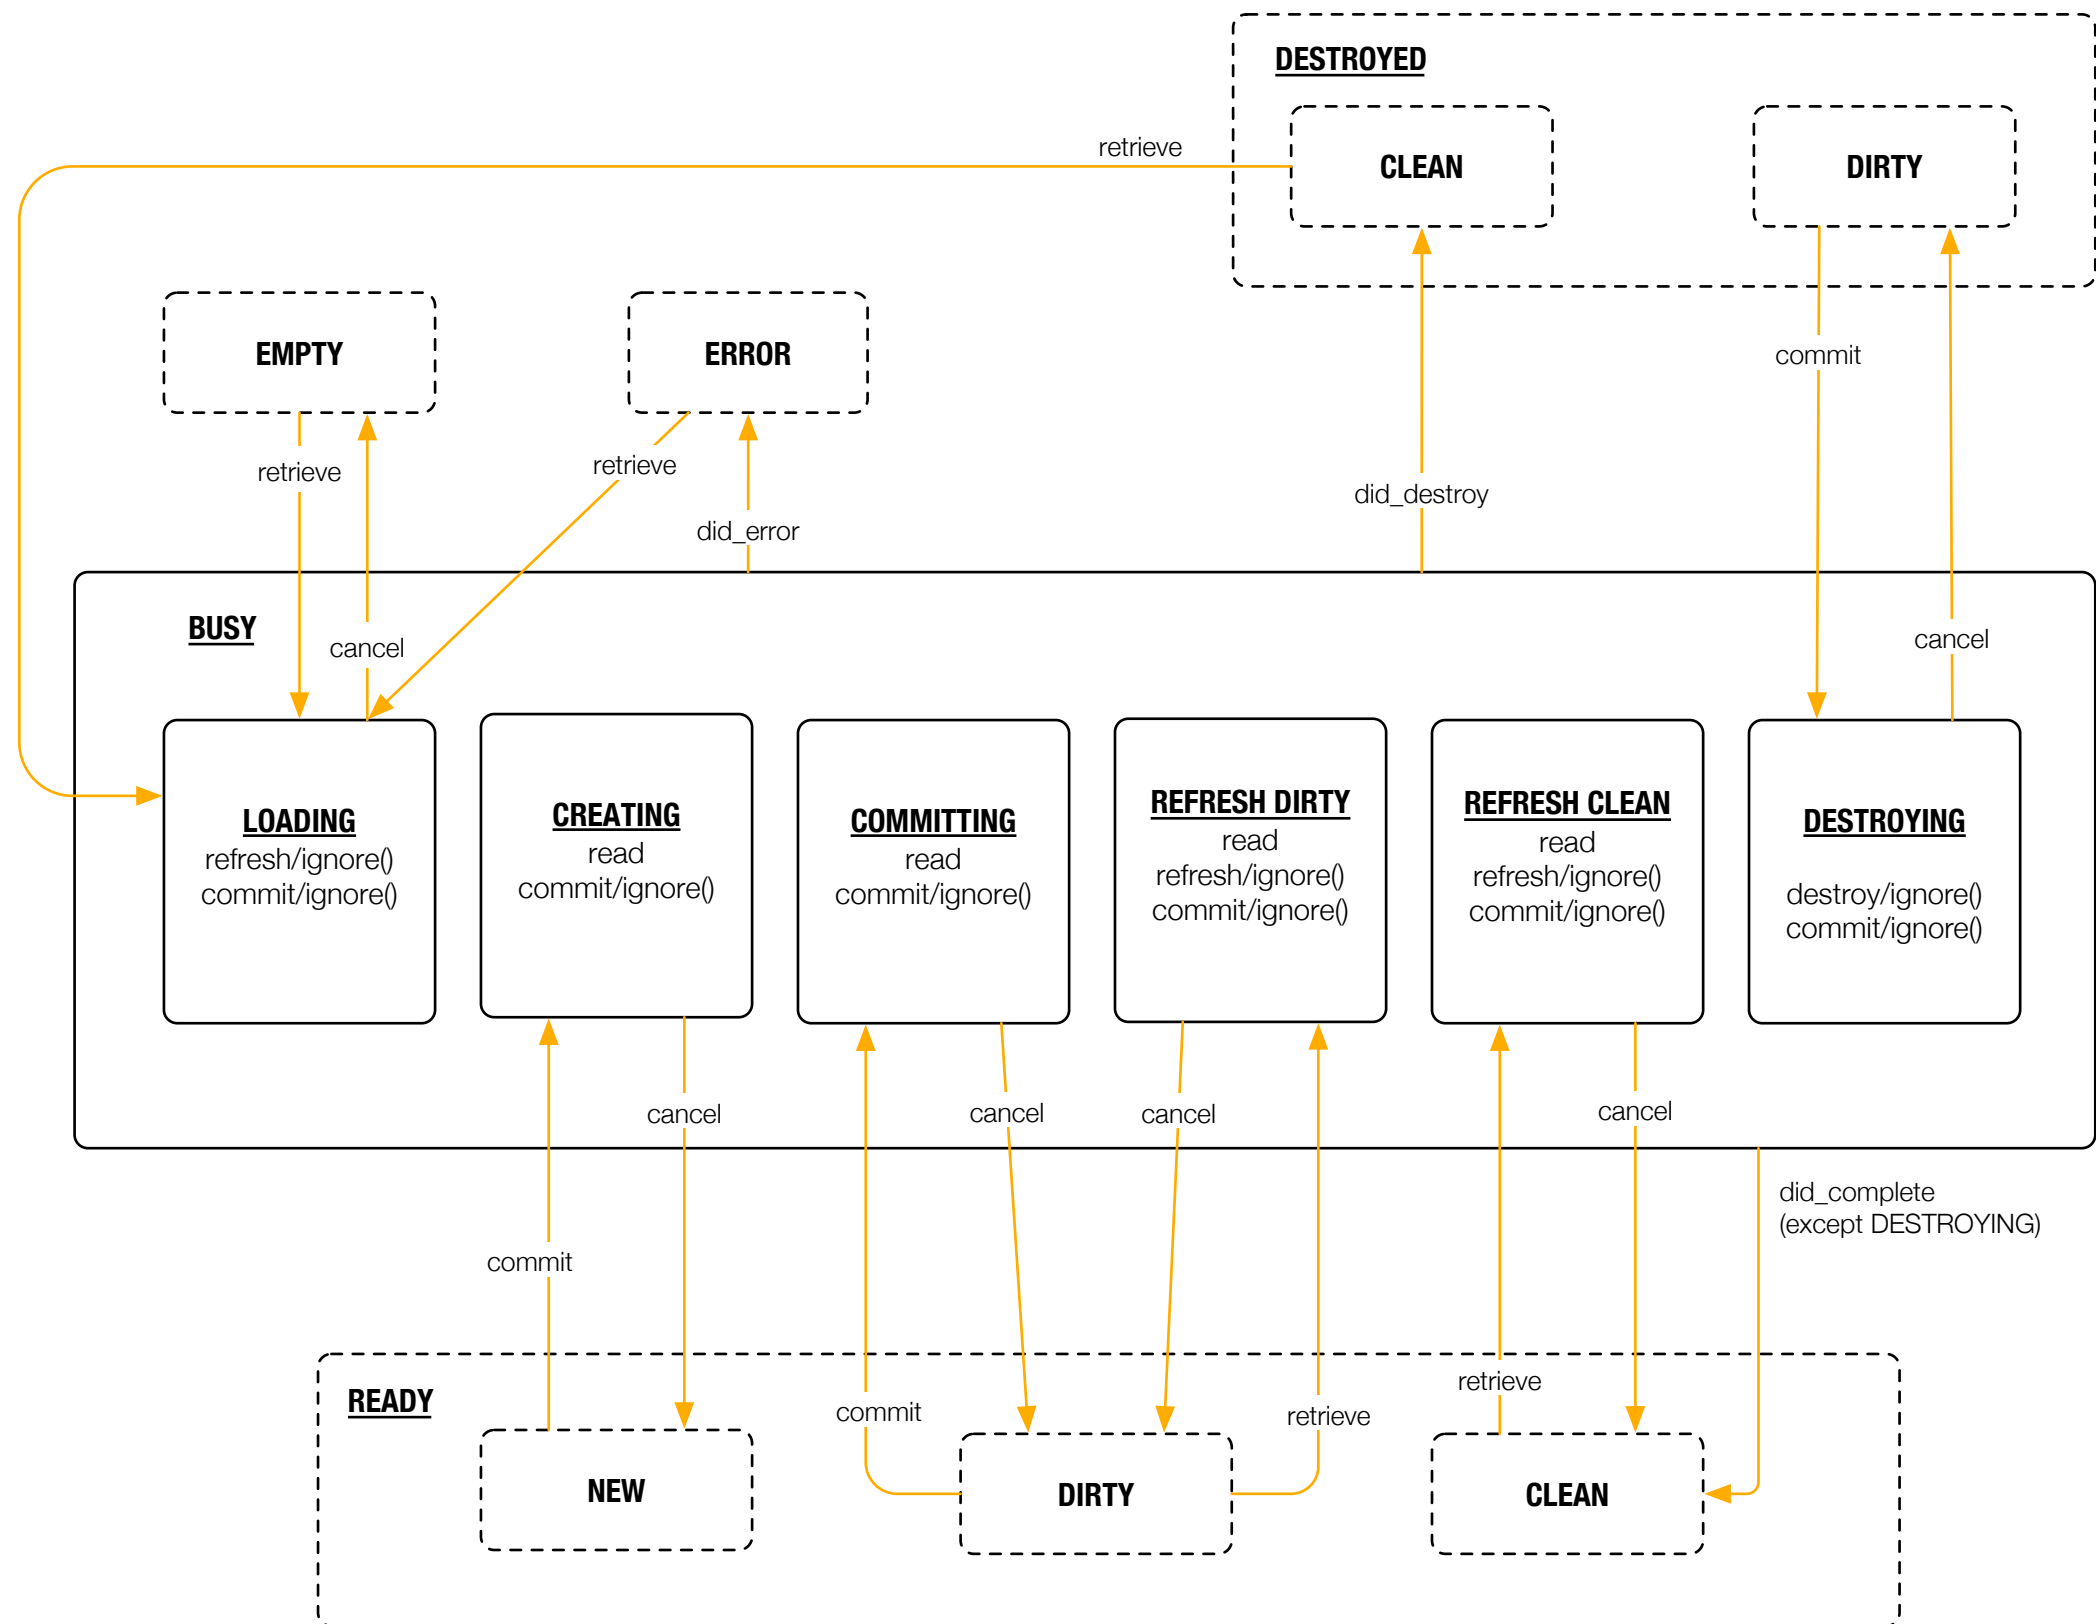 DESTROYED
retrieve
CLEAN
DIRTY
EMPTY
ERROR
commit
retrieve
retrieve
did_destroy
did_error
BUSY
cancel
cancel
LOADING
refresh/ignore()
commit/ignore()
CREATING
read
commit/ignore()
COMMITTING
read
commit/ignore()
REFRESH DIRTY
read
refresh/ignore()
commit/ignore()
REFRESH CLEAN
read
refresh/ignore()
commit/ignore()
DESTROYING
destroy/ignore()
commit/ignore()
cancel
cancel
cancel
cancel
did_complete
(except DESTROYING)
commit
READY
commit
retrieve
retrieve
NEW
DIRTY
CLEAN